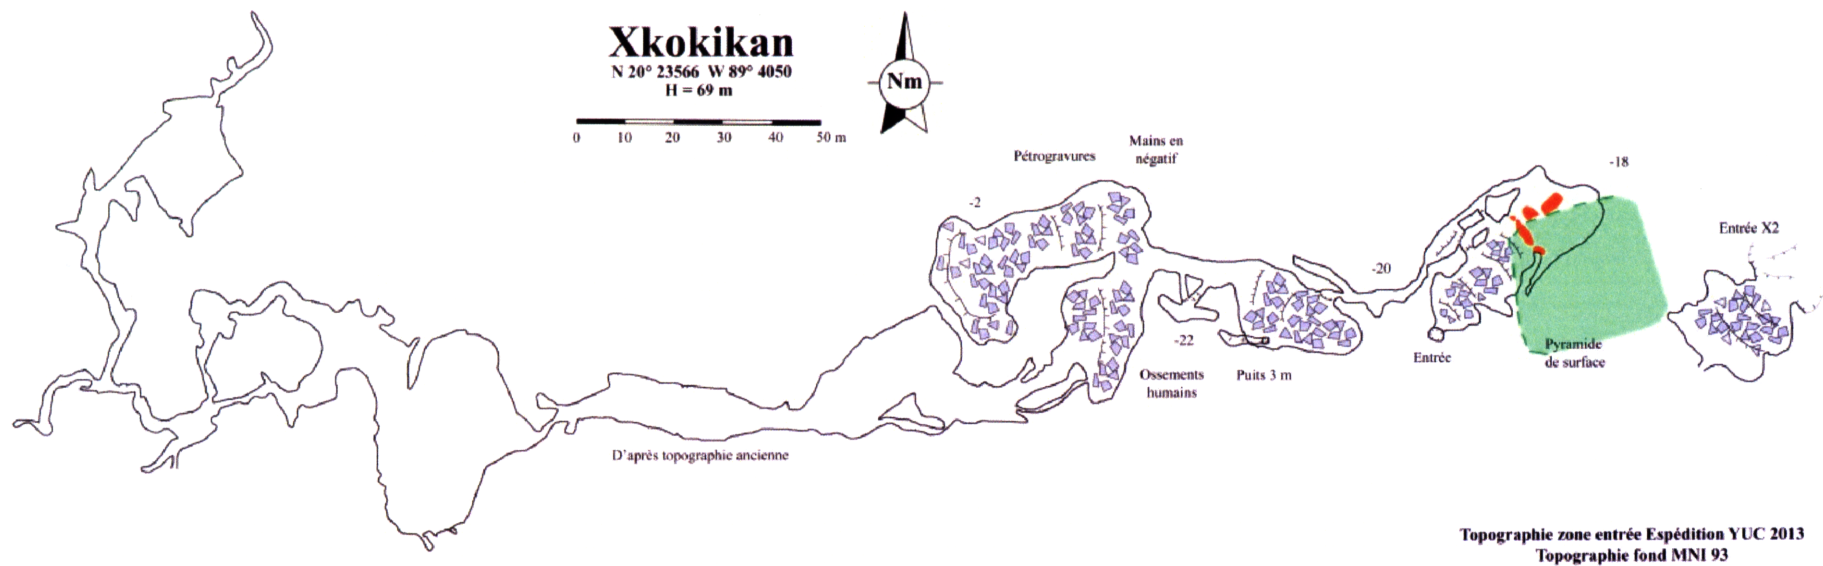 Xkokikan
N 20° 23566 W 89° 4050
H = 69 m
0 10 20 30 40 50 m
Nm
Mains en
négatif
Pétrogravures
-18
-2
Entrée X2
-20
-22
Pyramide
de surface
Entrée
Ossements
humains
Puits 3 m
D'après topographie ancienne
Topographie zone entrée Espédition YUC 2013
Topographie fond MNI 93